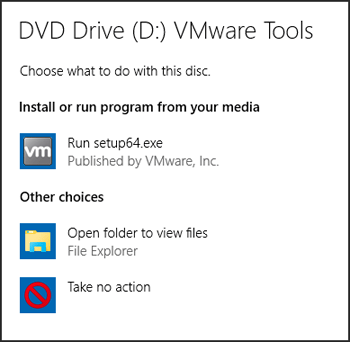 DVD Drive (D:) VMware Tools
Choose what to do with this disc.
Install or run program from your media
vm
Run setup64.exe
Published by VMware, Inc.
Other choices
Open folder to view files
File Explorer
Take no action